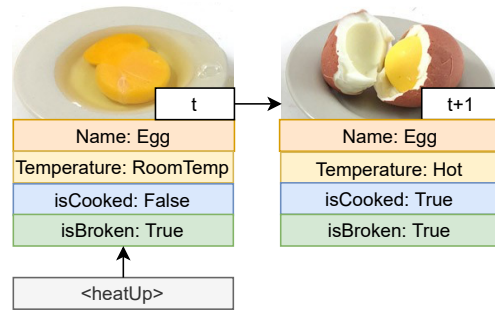 t
t+1
Name: Egg
Name: Egg
Temperature: RoomTemp
Temperature: Hot
isCooked: False
isCooked: True
isBroken: True
isBroken: True
<heatUp>